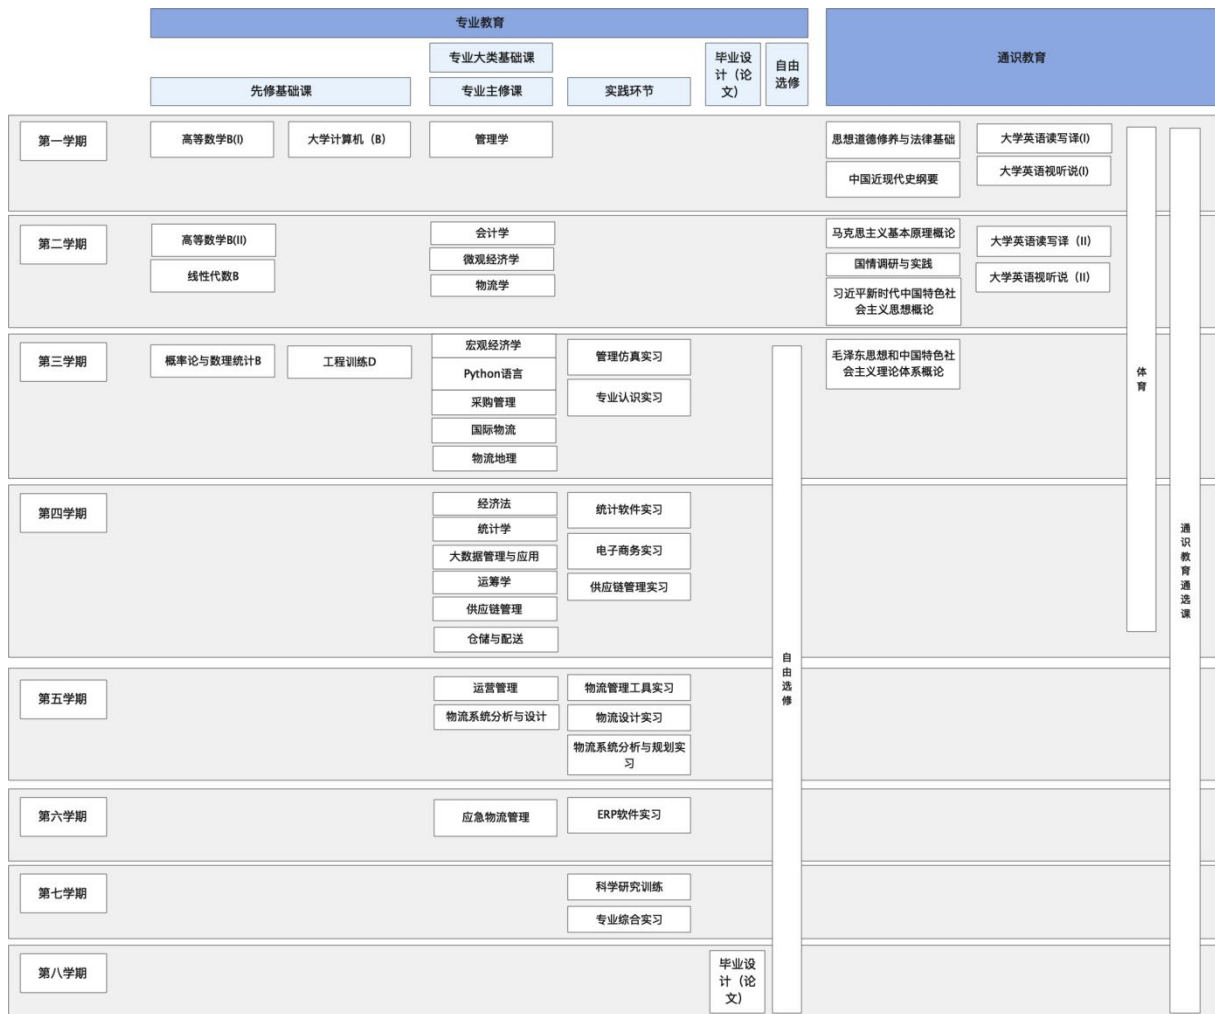 专业教育
通识教育
专业大类基础课
毕业设
计（论
文）
自由
选修
先修基础课
专业主修课
实践环节
第一学期
高等数学B(I)
大学计算机（B）
管理学
思想道德修养与法律基础
大学英语读写译(I)
中国近现代史纲要
大学英语视听说(I)
第二学期
高等数学B(II)
线性代数B
会计学
微观经济学
物流学
马克思主义基本原理概论
大学英语读写译（II）
国情调研与实践
大学英语视听说（II）
习近平新时代中国特色社
会主义思想概论
第三学期
概率论与数理统计B
工程训练D
宏观经济学
Python语言
采购管理
国际物流
物流地理
管理仿真实习
专业认识实习
毛泽东思想和中国特色社
会主义理论体系概论
体育
第四学期
经济法
统计学
大数据管理与应用
运筹学
供应链管理
仓储与配送
统计软件实习
电子商务实习
供应链管理实习
通识教育通选课
自由选修
第五学期
运营管理
物流系统分析与设计
物流管理工具实习
物流设计实习
物流系统分析与规划实
习
第六学期
应急物流管理
ERP软件实习
第七学期
科学研究训练
专业综合实习
第八学期
毕业设
计（论
文）